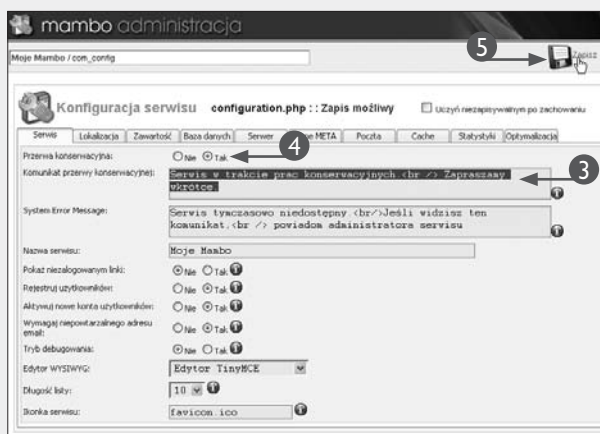 mambo administracja
Moje Mambo / com_config
5
Zapisz
Konfiguracja serwisu configuration.php :: Zapis możliwy Uczyń niezapisywalnym po zachowaniu
Serwis Lokalizacja Zawartość Baza danych Serwer META Poczta Cache Statystyki Optymalizacja
Przerwa konserwacyjna: Nie Tak 4
Komunikat przerwy konserwacyjnej: Serwis w trakcie prac konserwacyjnych.<br /> Zapraszamy
wkrótce. 3
System Error Message: Serwis tymczasowo niedostępny.<br/>Jeśli widzisz ten
komunikat,<br /> powiadom administratora serwisu
Nazwa serwisu: Moje Mambo
Pokaż niezalogowanym linki: Nie Tak
Rejestruj użytkowników: Nie Tak
Aktywuj nowe konta użytkowników: Nie Tak
Wymagaj niepowtarzalnego adresu
email: Nie Tak
Tryb debugowania: Nie Tak
Edytor WYSIWYG: Edytor TinyMCE
Długość listy: 10
Ikonka serwisu: favicon.ico